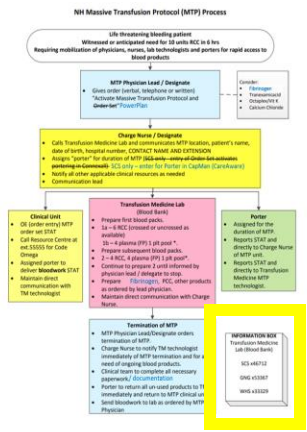 NH Massive Transfusion Protocol (MTP) Process
Life threatening bleeding patient
Witnessed or anticipated need for 10 units RCC in 6 hrs
Requiring mobilization of physicians, nurses, lab technologists and porters for rapid access to blood
products
MTP Physician Lead / Designate
• Gives order (verbal, telephone or written)
"Activate Massive Transfusion Protocol and
Order Set" PowerPlan
Consider:
• Fibrinogen
• Tranexamic acid
• Octaplex/Vit K
• Calcium Chloride
Charge Nurse / Designate
• Calls Transfusion Medicine Lab and communicates MTP location, patient's name,
date of birth, hospital number, CONTACT NAME AND EXTENSION
• Assigns "porter" for duration of MTP (SCS only - entry of Order Set activates
portering in Connexall) SCS only – enter for Porter in CapMan (CareAware)
• Notify all other applicable clinical resources as needed
• Communication lead
Clinical Unit
• OE (order entry) MTP
order set STAT
• Call Resource Centre at
ext 55555 for Code
Omega
• Assigned porter to
deliver bloodwork STAT
• Maintain direct
communication with
TM technologist
Transfusion Medicine Lab
(Blood Bank)
• Prepare first blood packs.
• 1a – 6 RCC (crossed or uncrossed as
available)
1b – 4 plasma (FP) 1 plt pool *.
• Prepare subsequent blood packs.
• 2 – 4 RCC, 4 plasma (FP) 1 plt pool*.
• Continue to prepare 2 until informed by
physician lead / delegate to stop.
• Prepare Fibrinogen, PCC, other products
as ordered by lead physician.
• Maintain direct communication with Charge
Nurse.
Porter
• Assigned for the
duration of MTP.
• Reports STAT and
directly to Charge Nurse
of MTP unit.
• Reports STAT and
directly to Transfusion
Medicine MTP
technologist.
Termination of MTP
• MTP Physician Lead/Designate orders
termination of MTP.
• Charge Nurse to notify TM technologist
immediately of MTP termination and for a
need of ongoing blood products.
• Clinical team to complete all necessary
paperwork/ documentation
• Porter to return all un-used products to TM
immediately and return to MTP clinical un
• Send bloodwork to lab as ordered by MTP
Physician
INFORMATION BOX
Transfusion Medicine
Lab (Blood Bank)
SCS x46712
GNG x53367
WHS x33329